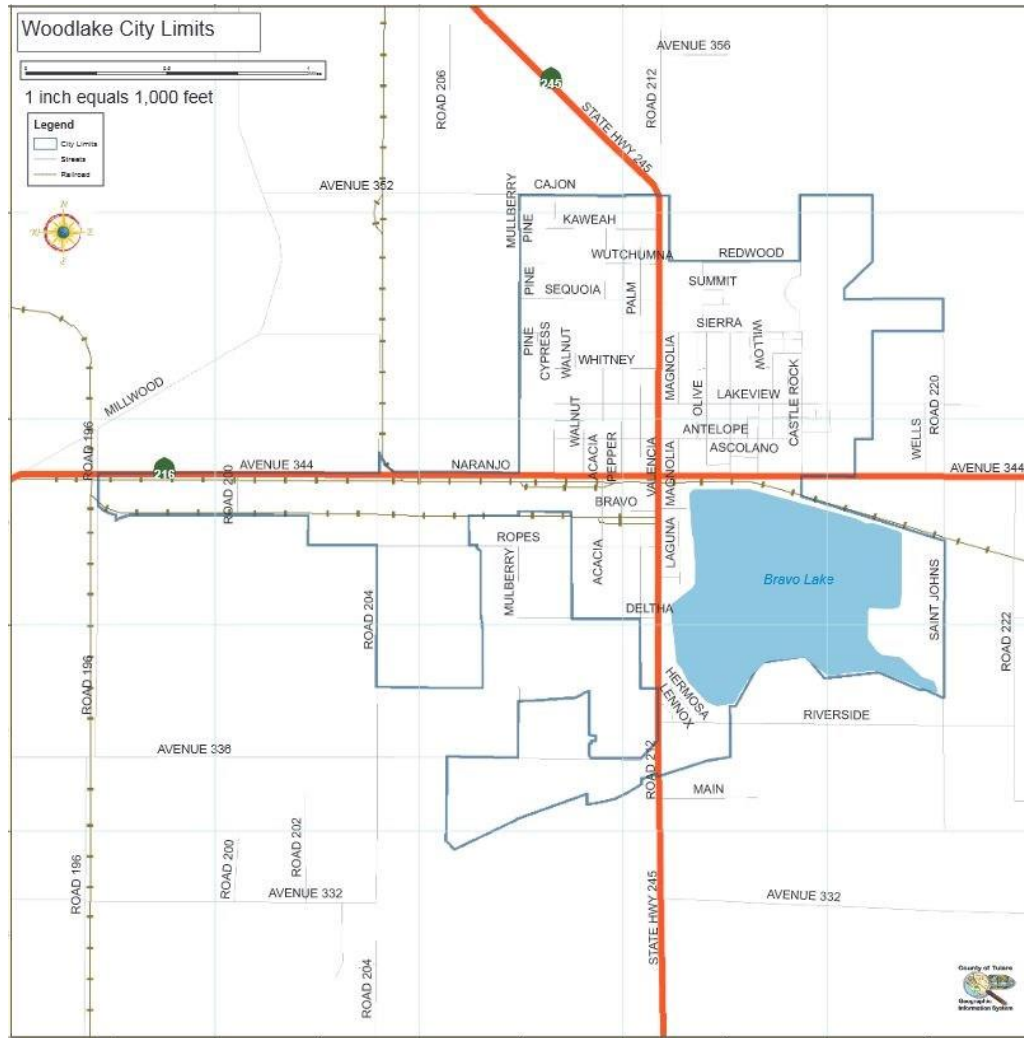 Woodlake City Limits
1 inch equals 1,000 feet
Legend
City Limits
Streets
Railroad
N
AVENUE 356
ROAD 206
245
ROAD 212
STATE HWY 245
AVENUE 352
MULLBERRY
CAJON
PINE
KAWEAH
WUTCHUMNA
REDWOOD
PINE
SEQUOIA
PALM
SUMMIT
SIERRA
PINE
CYPRESS
WALNUT
WHITNEY
MAGNOLIA
WILLOW
OLIVE
LAKEVIEW
CASTLE ROCK
ROAD 220
MILLWOOD
WALNUT
ANTELOPE
ASCOLANO
WELLS
ROAD 196
216
AVENUE 344
NARANJO
ACACIA
PEPPER
VALENCIA
MAGNOLIA
AVENUE 344
ROAD 200
BRAVO
ROPES
LAGUNA
MULBERRY
ACACIA
Bravo Lake
DELTHA
SAINT JOHNS
ROAD 204
ROAD 222
ROAD 196
HERMOSA
LENNOX
RIVERSIDE
AVENUE 336
ROAD 212
MAIN
ROAD 202
ROAD 200
ROAD 196
AVENUE 332
AVENUE 332
STATE HWY 245
ROAD 204
County of Tulare
Geographic
Information System